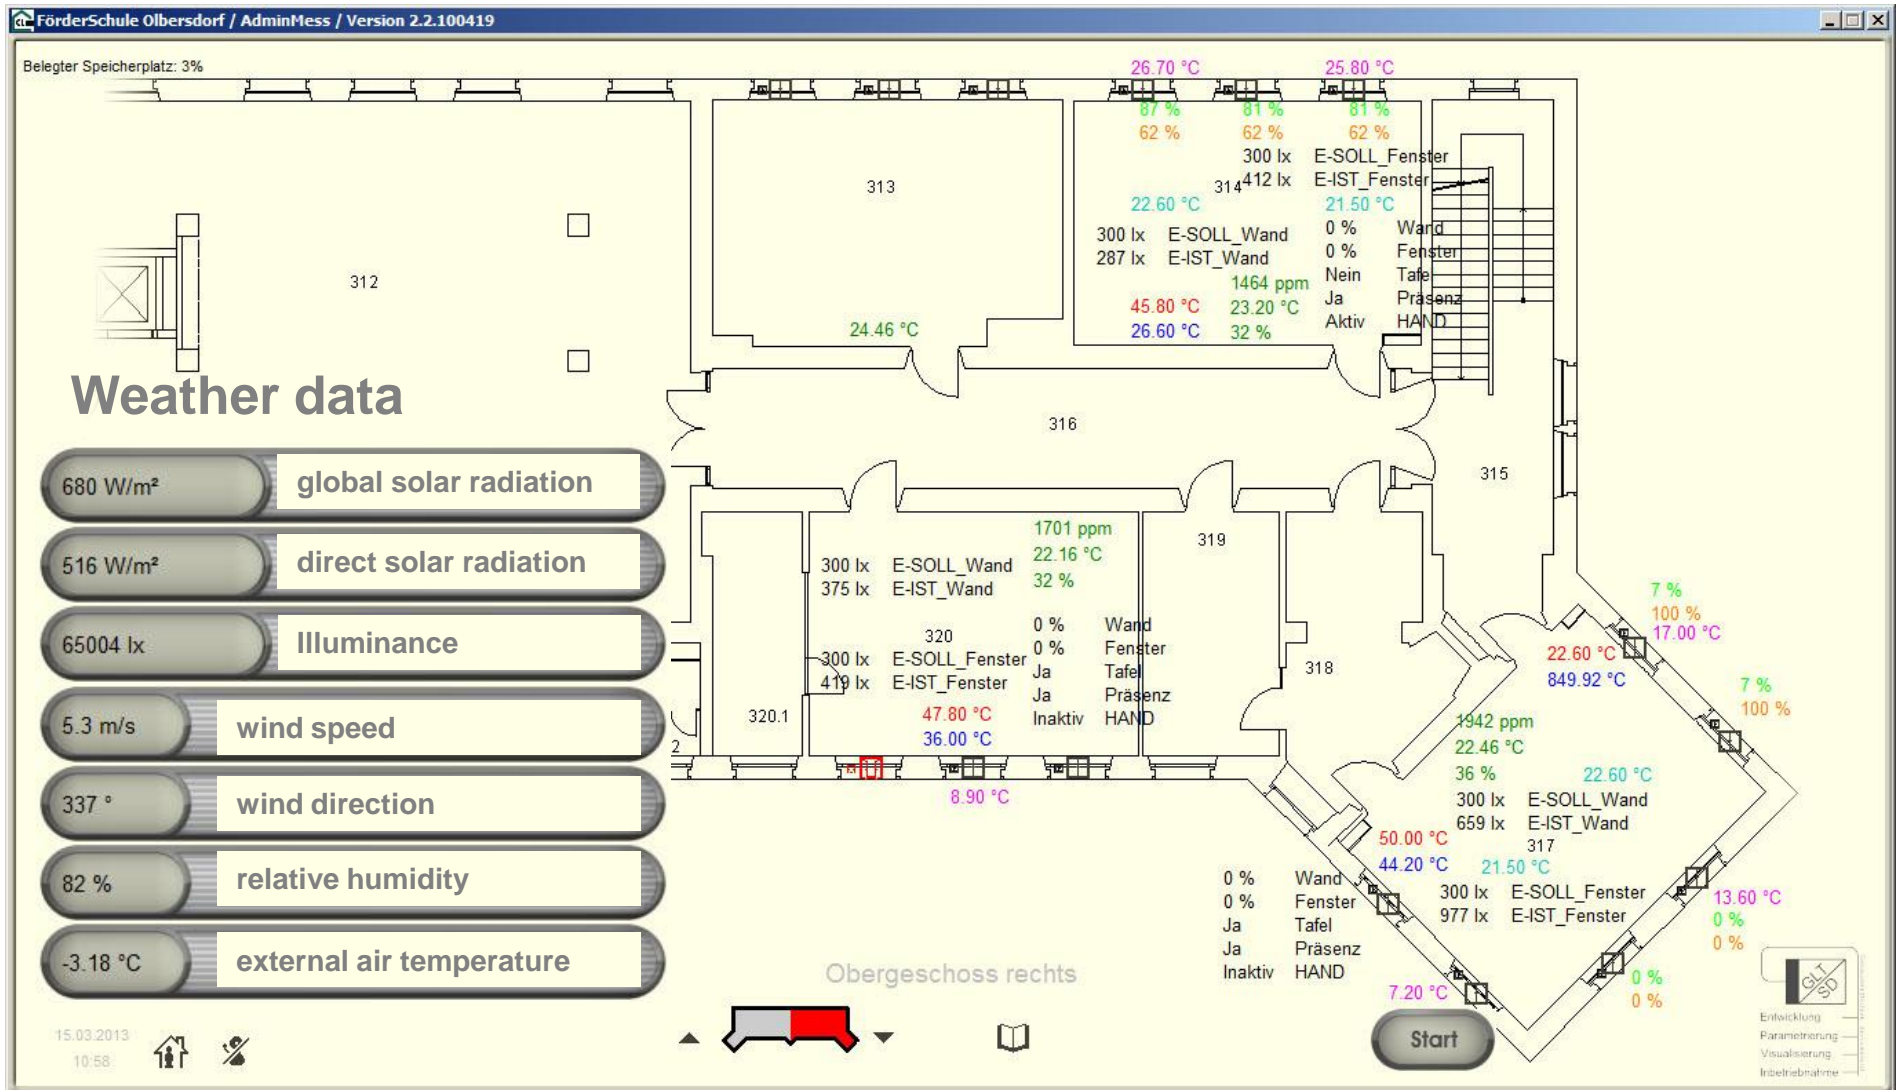 FörderSchule Olbersdorf / AdminMess / Version 2.2.100419
Belegter Speicherplatz: 3%
26.70 °C
25.80 °C
87 %
81 %
81 %
62 %
62 %
62 %
300 lx E-SOLL_Fenster
412 lx E-IST_Fenster
313
314
22.60 °C
21.50 °C
300 lx E-SOLL_Wand
287 lx E-IST_Wand
0 % Wand
0 % Fenster
Nein Tafel
Ja Präsenz
Aktiv HAND
1464 ppm
23.20 °C
32 %
45.80 °C
26.60 °C
312
24.46 °C
316
315
Weather data
680 W/m² global solar radiation
516 W/m² direct solar radiation
65004 lx Illuminance
5.3 m/s wind speed
337 ° wind direction
82 % relative humidity
-3.18 °C external air temperature
1701 ppm
22.16 °C
32 %
300 lx E-SOLL_Wand
375 lx E-IST_Wand
320
300 lx E-SOLL_Fenster
419 lx E-IST_Fenster
0 % Wand
0 % Fenster
Ja Tafel
Ja Präsenz
Inaktiv HAND
47.80 °C
36.00 °C
320.1
2
8.90 °C
319
318
7 %
100 %
17.00 °C
22.60 °C
849.92 °C
7 %
100 %
1942 ppm
22.46 °C
36 %
22.60 °C
300 lx E-SOLL_Wand
659 lx E-IST_Wand
317
50.00 °C
44.20 °C
21.50 °C
300 lx E-SOLL_Fenster
977 lx E-IST_Fenster
0 % Wand
0 % Fenster
Ja Tafel
Ja Präsenz
Inaktiv HAND
13.60 °C
0 %
0 %
0 %
0 %
7.20 °C
Obergeschoss rechts
15.03.2013
10:58
Start
GLT
SD
Entwicklung
Parametrierung
Visualisierung
Inbetriebnahme